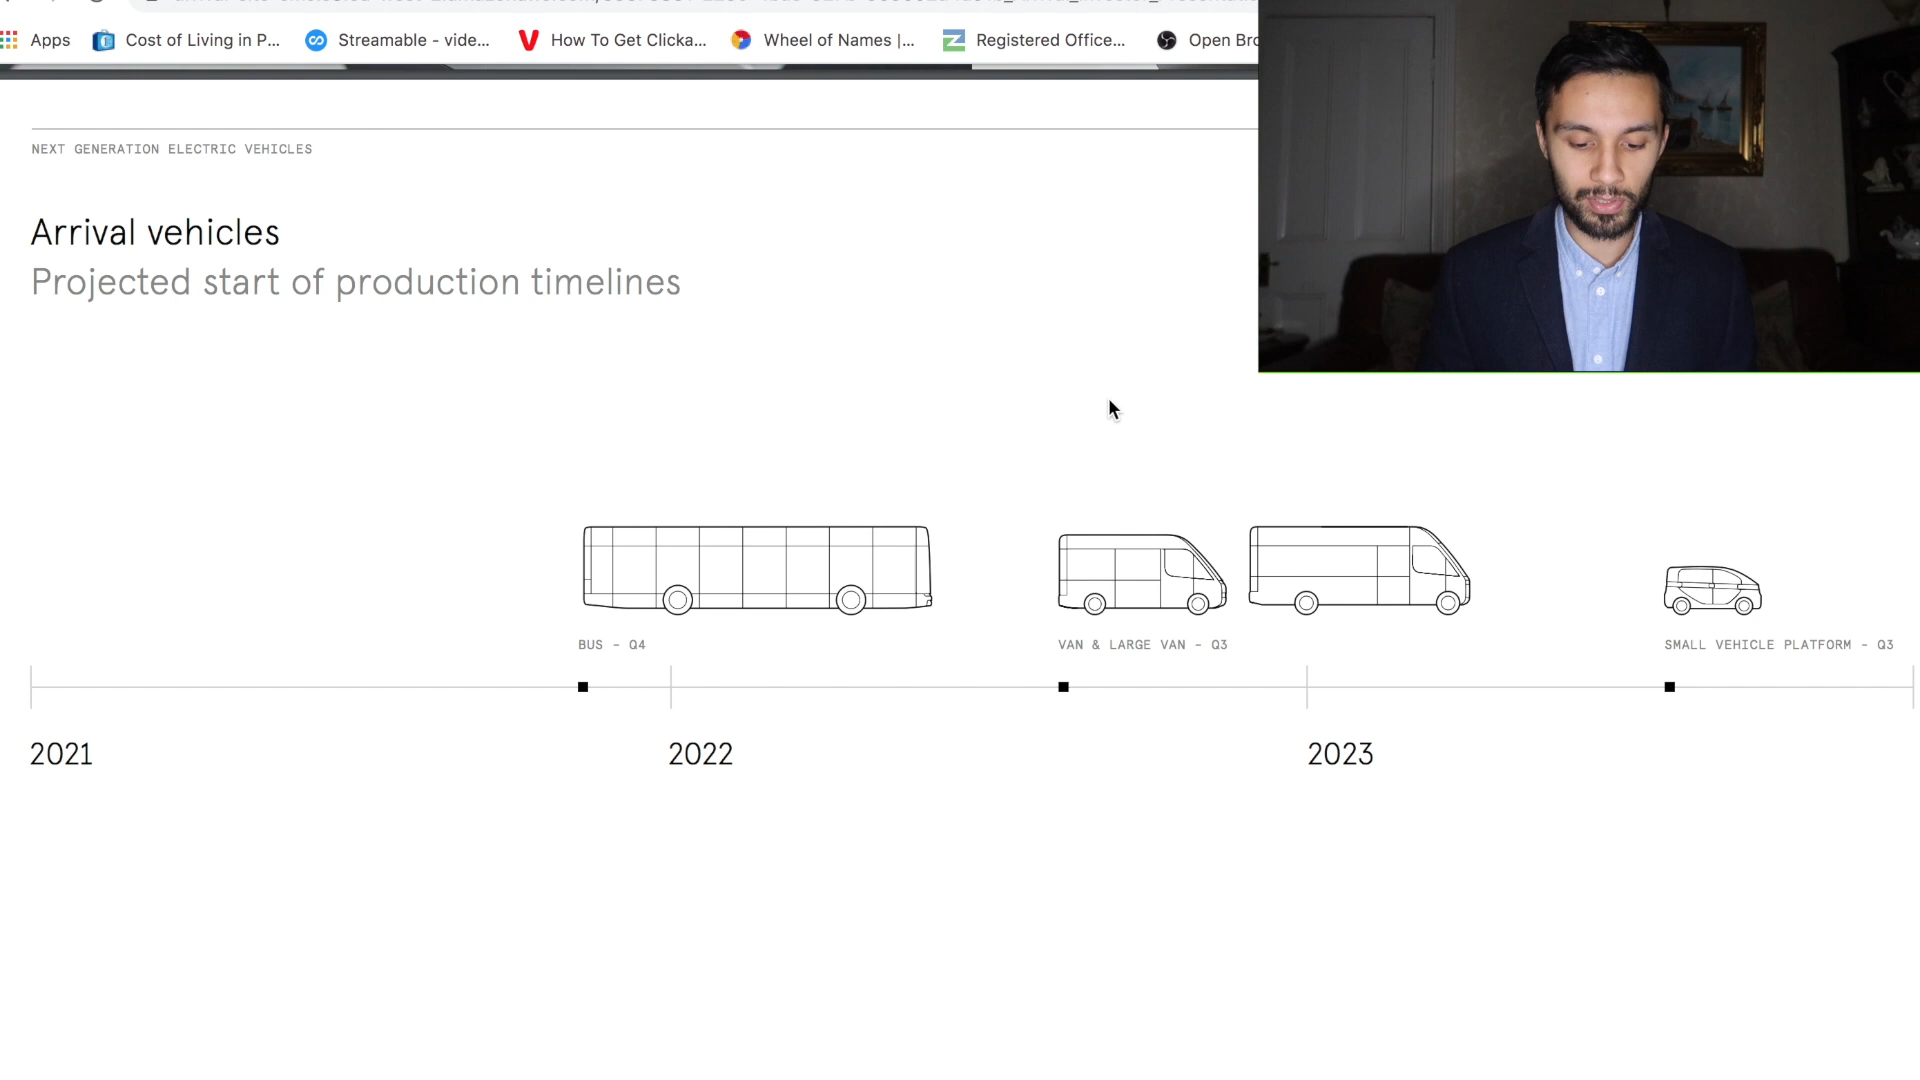 Apps
Cost of Living in P...
Streamable - vide...
How To Get Clicka...
Wheel of Names |...
Registered Office...
Open Bro
NEXT GENERATION ELECTRIC VEHICLES
Arrival vehicles
Projected start of production timelines
BUS - Q4
VAN & LARGE VAN - Q3
SMALL VEHICLE PLATFORM - Q3
2021
2022
2023